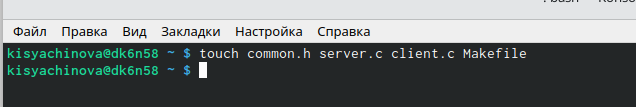 Файл Правка Вид Закладки Настройка Справка
kisyachinova@dk6n58 ~ $ touch common.h server.c client.c Makefile
kisyachinova@dk6n58 ~ $